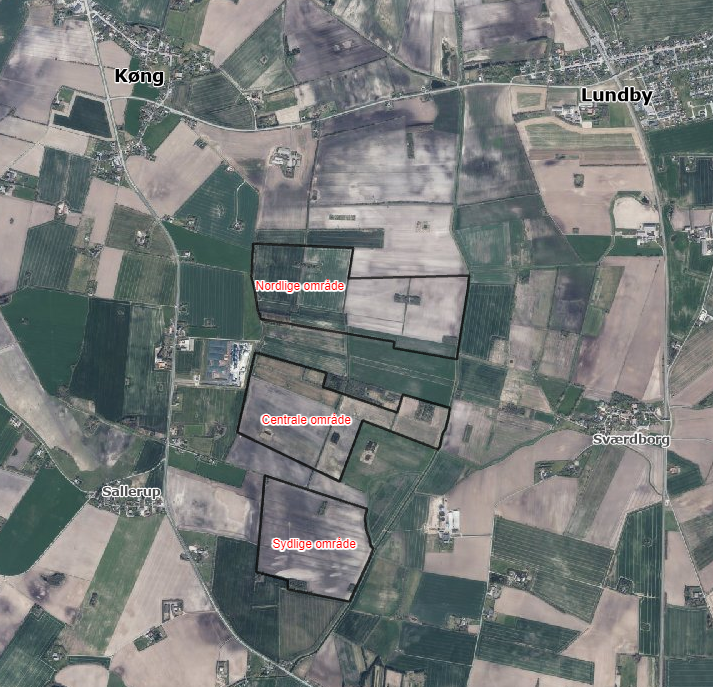 Køng
Lundby
Nordlige område
Centrale område
Sværdborg
Sallerup
Sydlige område